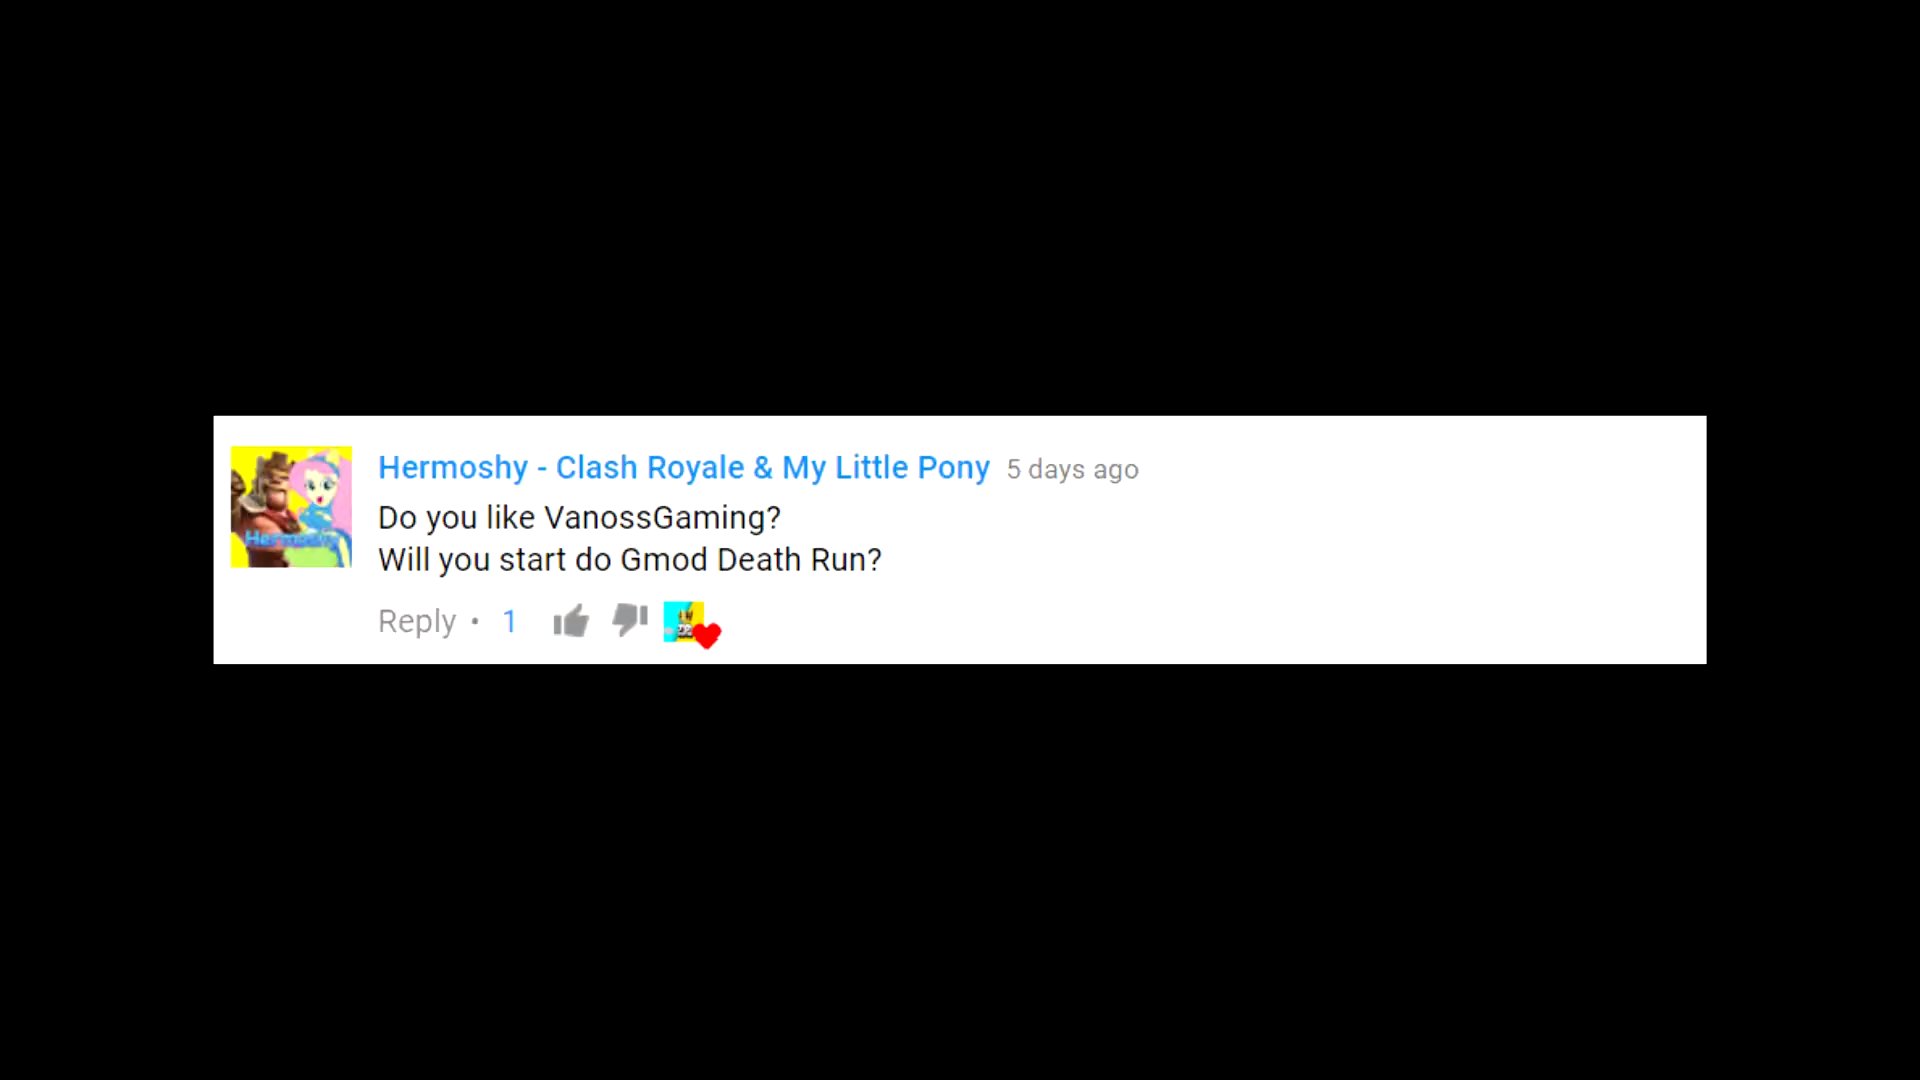 Hermoshy - Clash Royale & My Little Pony 5 days ago
Do you like VanossGaming?
Will you start do Gmod Death Run?
Reply • 1
Hermoshy